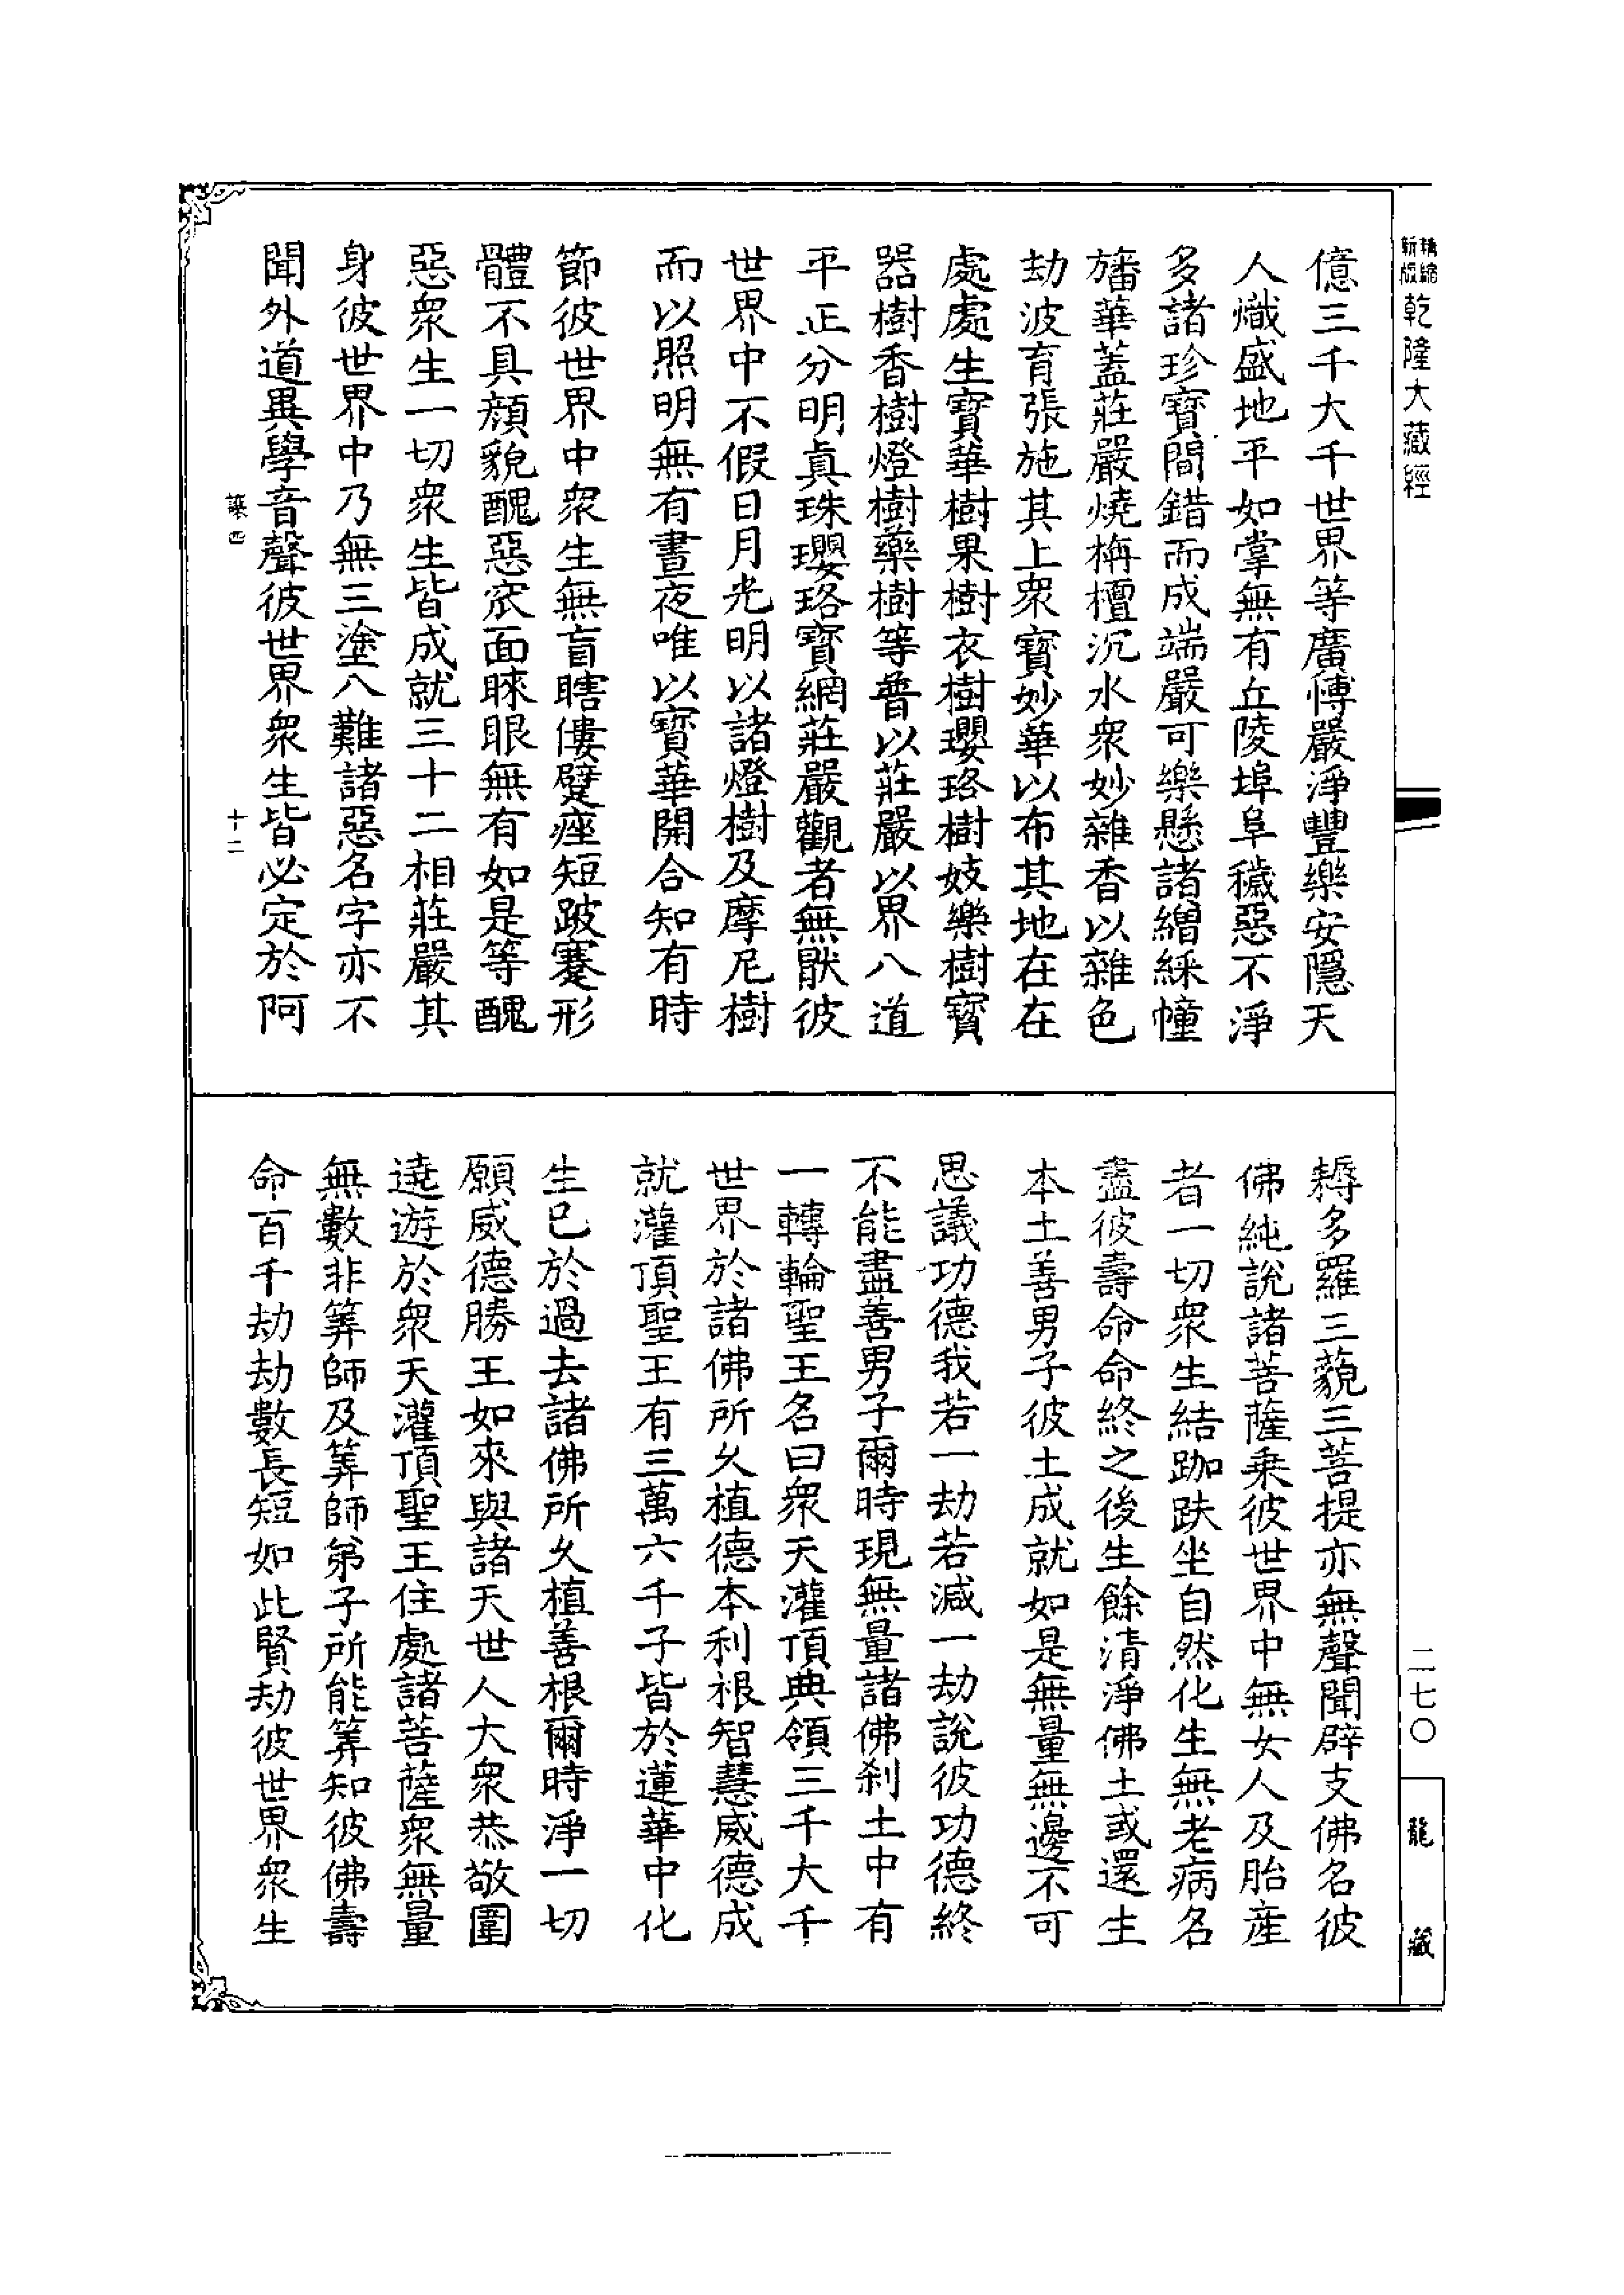 精縮
新版
乾隆大藏經
億三千大千世界等廣博嚴淨豐樂安隱天
人熾盛地平如掌無有丘陵埠阜穢惡不淨
多諸珍寶間錯而成端嚴可樂懸諸繒綵幢
旛華蓋莊嚴燒栴檀沉水衆妙雜香以雜色
劫波育張施其上衆寶妙華以布其地在在
處處生寶華樹果樹衣樹瓔珞樹妓樂樹寶
器樹香樹燈樹藥樹等普以莊嚴以界八道
平正分明真珠瓔珞寶網莊嚴觀者無猒彼
世界中不假日月光明以諸燈樹及摩尼樹
而以照明無有晝夜唯以寶華開合知有時
節彼世界中衆生無盲瞎僂躄痤短跛蹇形
體不具顏貌醜惡窊面睞眼無有如是等醜
惡衆生一切衆生皆成就三十二相莊嚴其
身彼世界中乃無三塗八難諸惡名字亦不
聞外道異學音聲彼世界衆生皆必定於阿
四
十二
耨多羅三藐三菩提亦無聲聞辟支佛名彼
佛純說諸菩薩乘彼世界中無女人及胎產
者一切衆生結跏趺坐自然化生無老病名
盡彼壽命命終之後生餘清淨佛土或還生
本土善男子彼土成就如是無量無邊不可
思議功德我若一劫若減一劫說彼功德終
不能盡善男子爾時現無量諸佛刹土中有
一轉輪聖王名曰衆天灌頂典領三千大千
世界於諸佛所久植德本利根智慧威德成
就灌頂聖王有三萬六千子皆於蓮華中化
生已於過去諸佛所久植善根爾時淨一切
願威德勝王如來與諸天世人大衆恭敬圍
遶遊於衆天灌頂聖王住處諸菩薩衆無量
無數非筭師及筭師弟子所能筭知彼佛壽
命百千劫劫數長短如此賢劫彼世界衆生
二七〇
龍藏